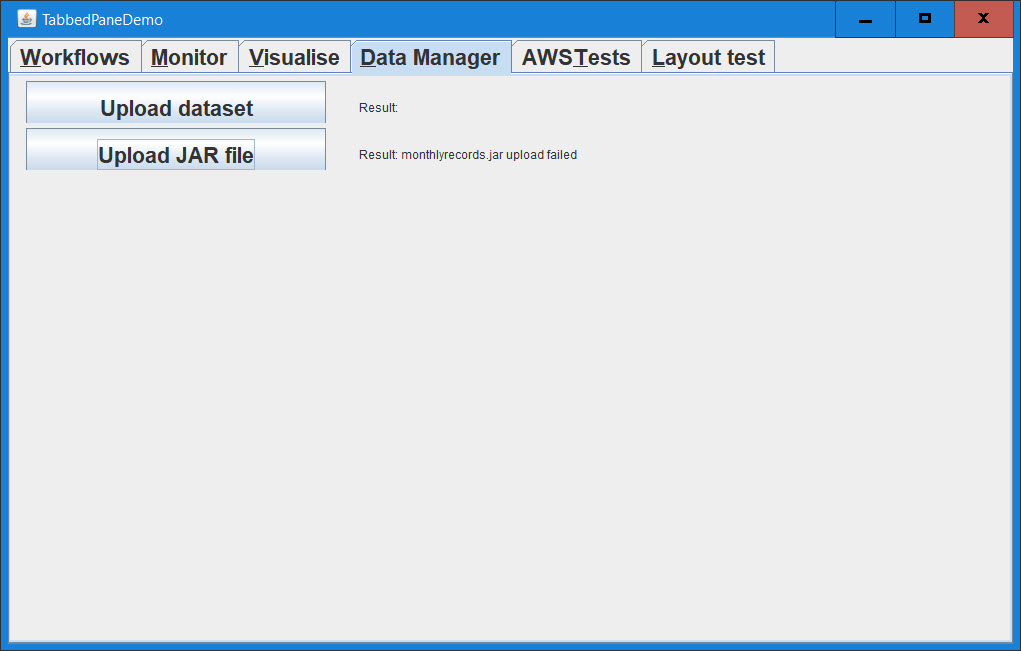 TabbedPaneDemo
Workflows Monitor Visualise Data Manager AWSTests Layout test
Upload dataset Result:
Upload JAR file Result: monthlyrecords.jar upload failed